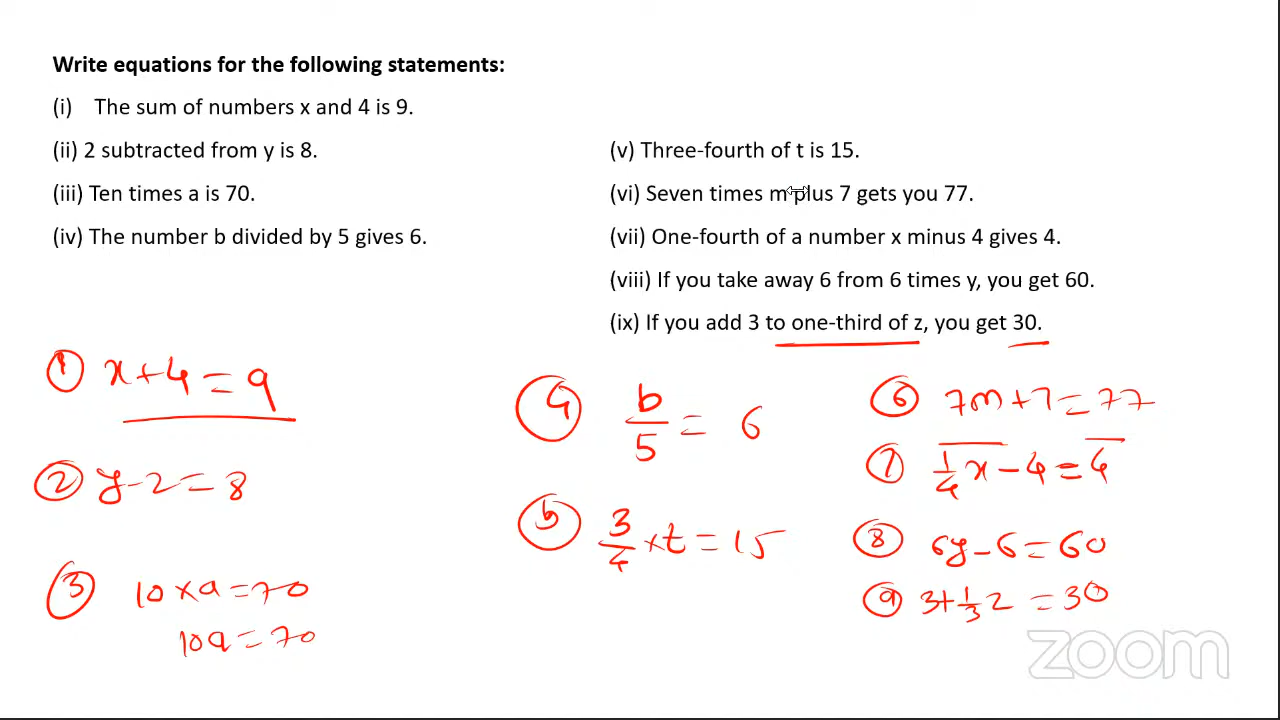 Write equations for the following statements:
(i) The sum of numbers x and 4 is 9.
(ii) 2 subtracted from y is 8.
(iii) Ten times a is 70.
(iv) The number b divided by 5 gives 6.
(v) Three-fourth of t is 15.
(vi) Seven times m plus 7 gets you 77.
(vii) One-fourth of a number x minus 4 gives 4.
(viii) If you take away 6 from 6 times y, you get 60.
(ix) If you add 3 to one-third of z, you get 30.
① x + 4 = 9
② y - 2 = 8
③ 10 × a = 70
10a = 70
④ b/5 = 6
⑤ 3/4 × t = 15
⑥ 7m + 7 = 77
⑦ 1/4 x - 4 = 4
⑧ 6y - 6 = 60
⑨ 3 + 1/3 z = 30
zoom